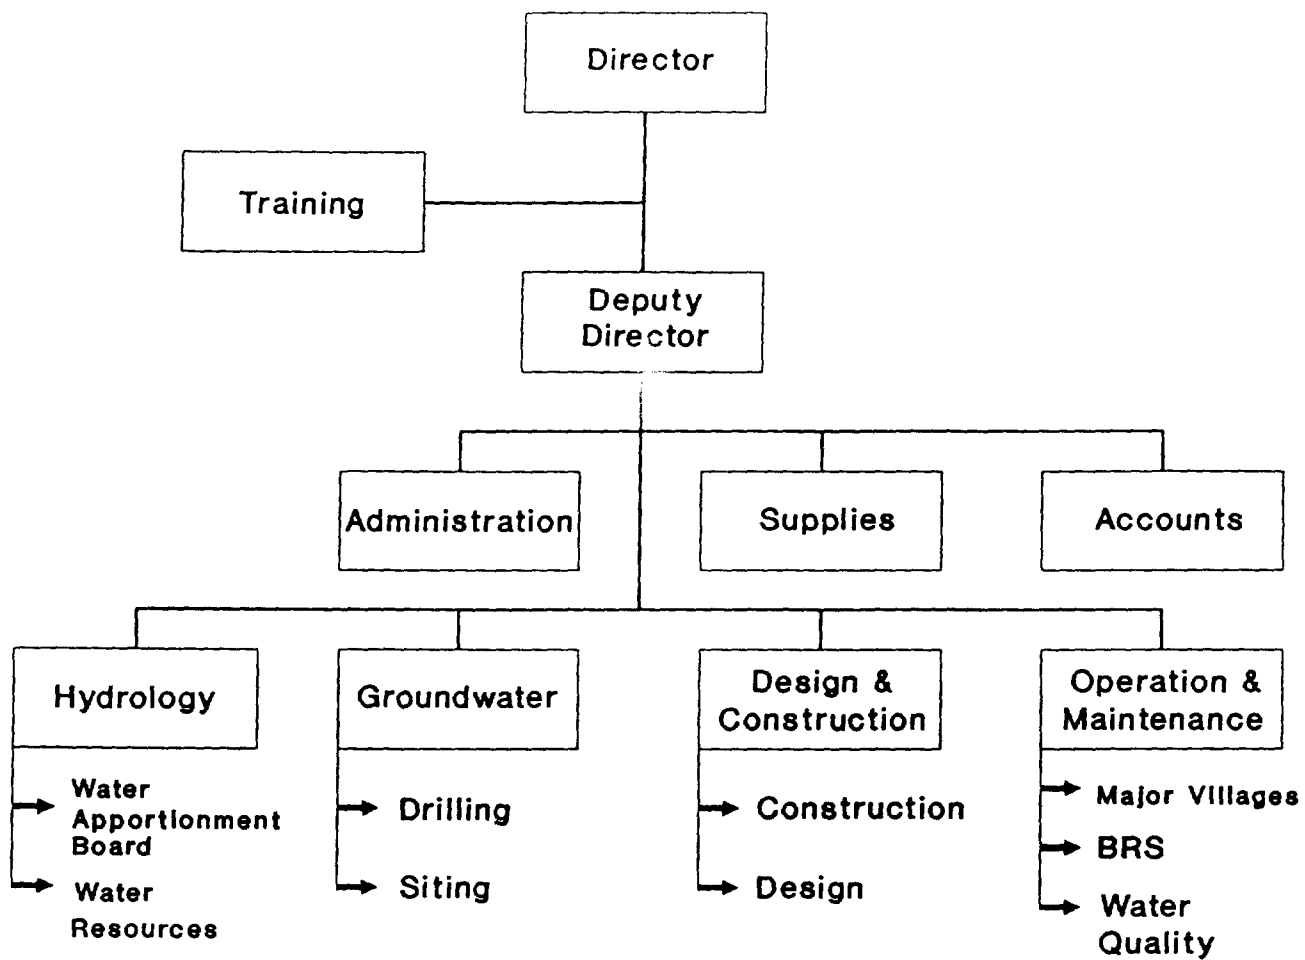 Director
Training
Deputy
Director
Administration
Supplies
Accounts
Hydrology
Groundwater
Design &
Construction
Operation &
Maintenance
Water
Apportionment
Board
Water
Resources
Drilling
Siting
Construction
Design
Major Villages
BRS
Water
Quality